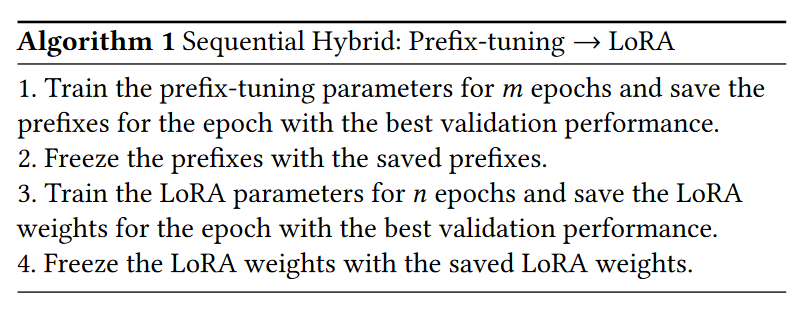 Algorithm 1 Sequential Hybrid: Prefix-tuning → LoRA
1. Train the prefix-tuning parameters for m epochs and save the
prefixes for the epoch with the best validation performance.
2. Freeze the prefixes with the saved prefixes.
3. Train the LoRA parameters for n epochs and save the LoRA
weights for the epoch with the best validation performance.
4. Freeze the LoRA weights with the saved LoRA weights.